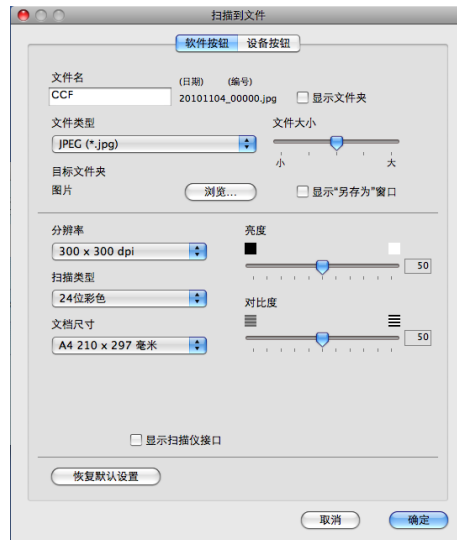 扫描到文件
软件按钮 设备按钮
文件名 (日期) (编号)
CCF 20101104_00000.jpg 显示文件夹
文件类型 文件大小
JPEG (*.jpg)
小 大
目标文件夹
图片 浏览... 显示"另存为"窗口
分辨率 亮度
300 x 300 dpi
50
扫描类型
24位彩色
对比度
文档尺寸
A4 210 x 297 毫米 50
显示扫描仪接口
恢复默认设置
取消 确定